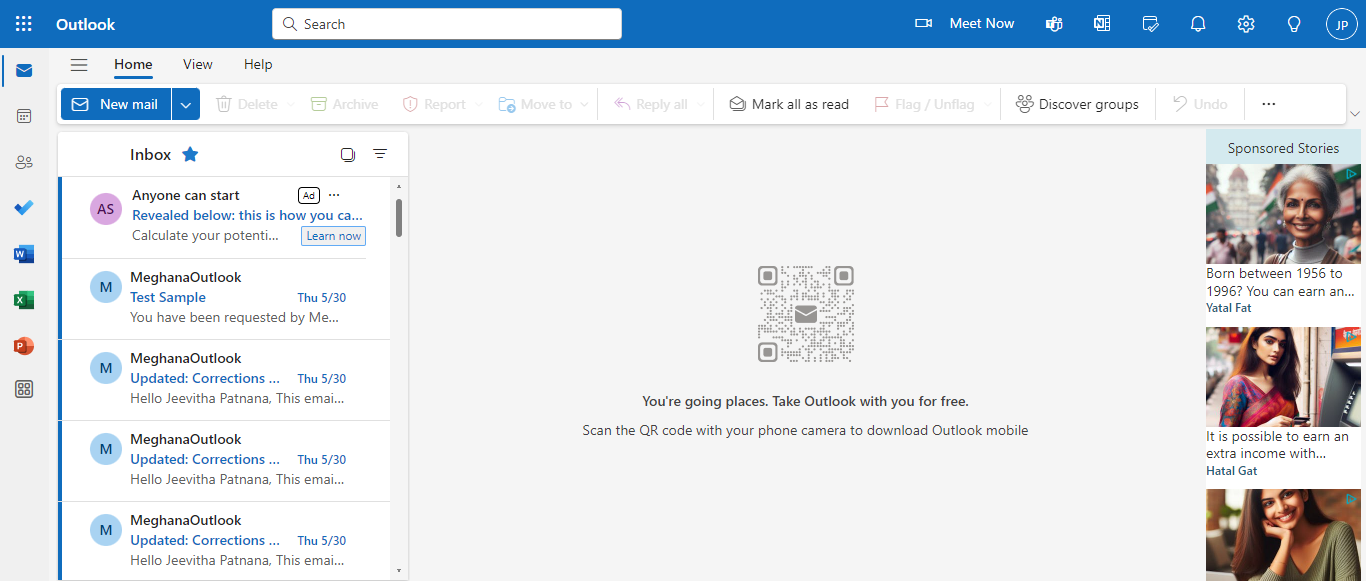 Outlook
Search
Meet Now
JP
Home View Help
New mail Delete Archive Report Move to Reply all Mark all as read Flag / Unflag Discover groups Undo ...
Inbox
AS
Anyone can start Ad ...
Revealed below: this is how you ca...
Calculate your potenti... Learn now
M
MeghanaOutlook
Test Sample Thu 5/30
You have been requested by Me...
M
MeghanaOutlook
Updated: Corrections ... Thu 5/30
Hello Jeevitha Patnana, This emai...
M
MeghanaOutlook
Updated: Corrections ... Thu 5/30
Hello Jeevitha Patnana, This emai...
M
MeghanaOutlook
Updated: Corrections ... Thu 5/30
Hello Jeevitha Patnana, This emai...
You're going places. Take Outlook with you for free.
Scan the QR code with your phone camera to download Outlook mobile
Sponsored Stories
Born between 1956 to
1996? You can earn an...
Yatal Fat
It is possible to earn an
extra income with...
Hatal Gat